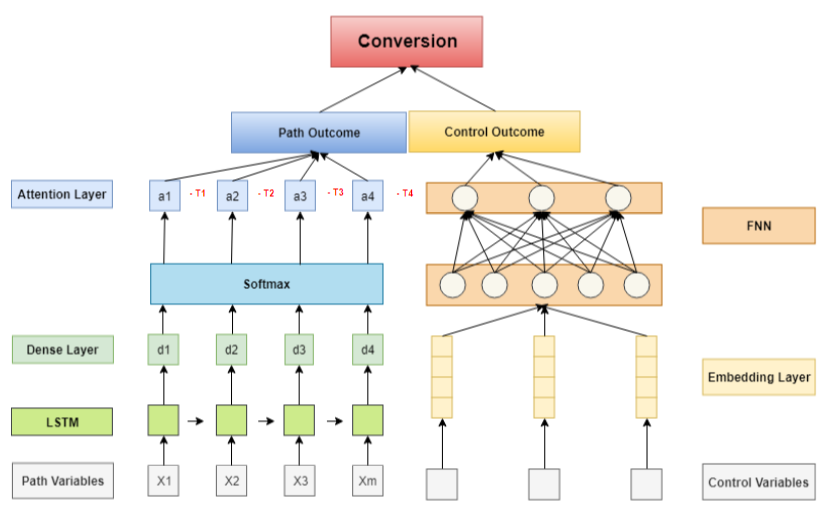 Conversion
Path Outcome
Control Outcome
Attention Layer
a1
- T1
a2
- T2
a3
- T3
a4
- T4
FNN
Softmax
Dense Layer
d1
d2
d3
d4
Embedding Layer
LSTM
Path Variables
X1
X2
X3
Xm
Control Variables